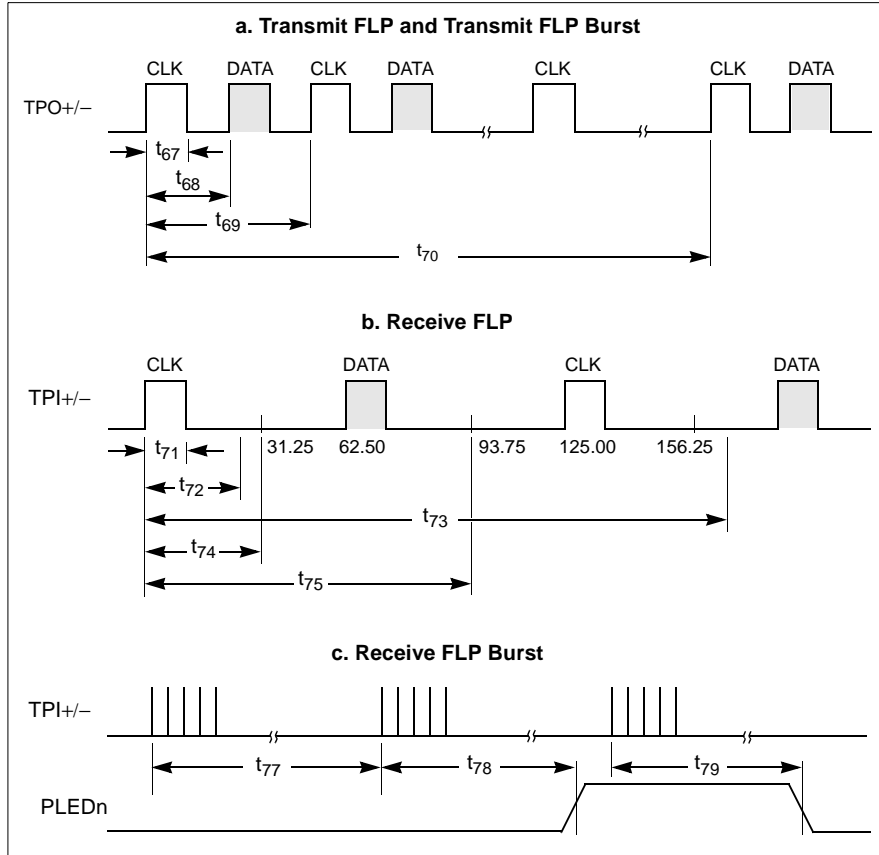 a. Transmit FLP and Transmit FLP Burst
CLK DATA CLK DATA CLK CLK DATA
TPO+/−
t67
t68
t69
t70
b. Receive FLP
CLK DATA CLK DATA
TPI+/−
31.25 62.50 93.75 125.00 156.25
t71
t72
t73
t74
t75
c. Receive FLP Burst
TPI+/−
t77 t78 t79
PLEDn